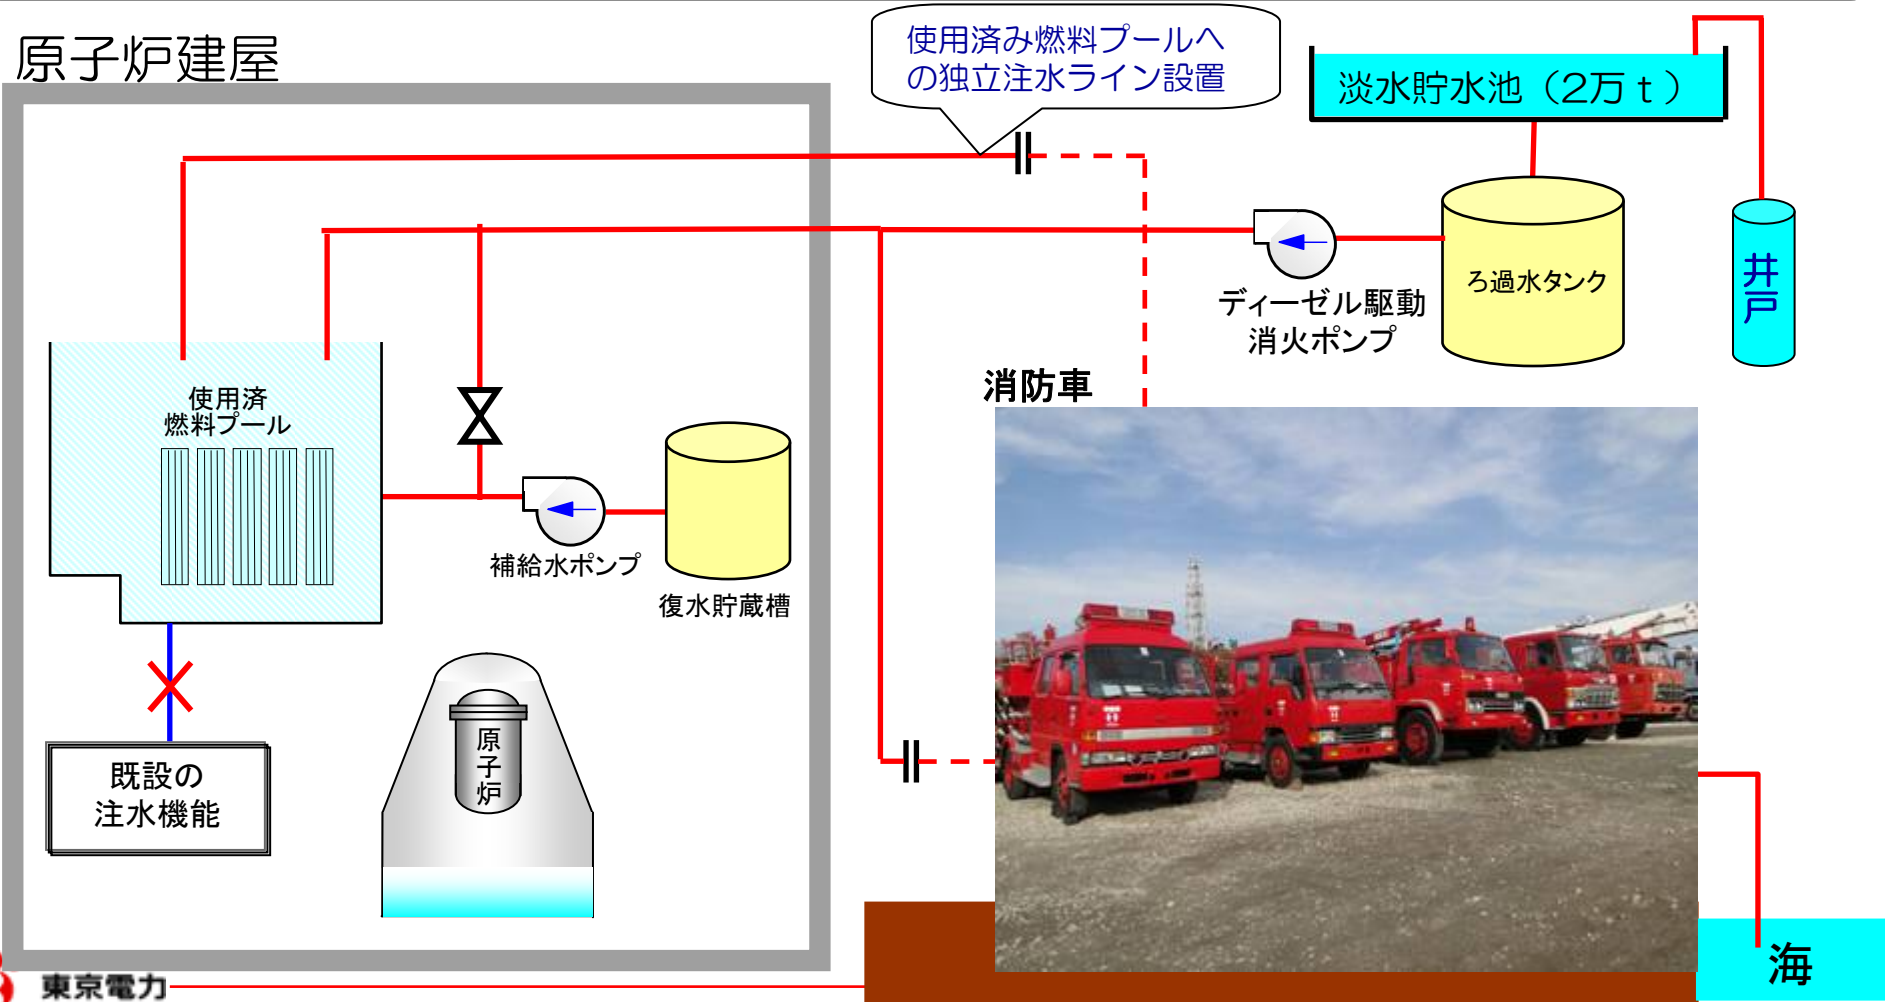 原子炉建屋
使用済み燃料プールへ
の独立注水ライン設置
淡水貯水池（2万ｔ）
ろ過水タンク
井戸
ディーゼル駆動
消火ポンプ
消防車
使用済
燃料プール
補給水ポンプ
復水貯蔵槽
原子炉
既設の
注水機能
海
東京電力